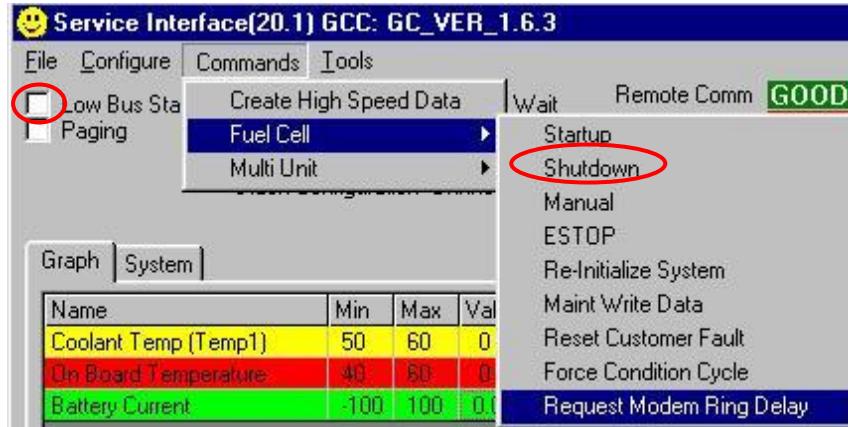 Service Interface(20.1) GCC: GC_VER_1.6.3
File Configure Commands Tools
Low Bus Sta Create High Speed Data Wait Remote Comm GOOD
Paging Fuel Cell Startup
Multi Unit Shutdown
Manual
ESTOP
Graph System Re-Initialize System
Name Min Max Val Maint Write Data
Coolant Temp (Temp1) 50 60 0 Reset Customer Fault
On Board Temperature 40 60 Force Condition Cycle
Battery Current -100 100 0.0 Request Modem Ring Delay